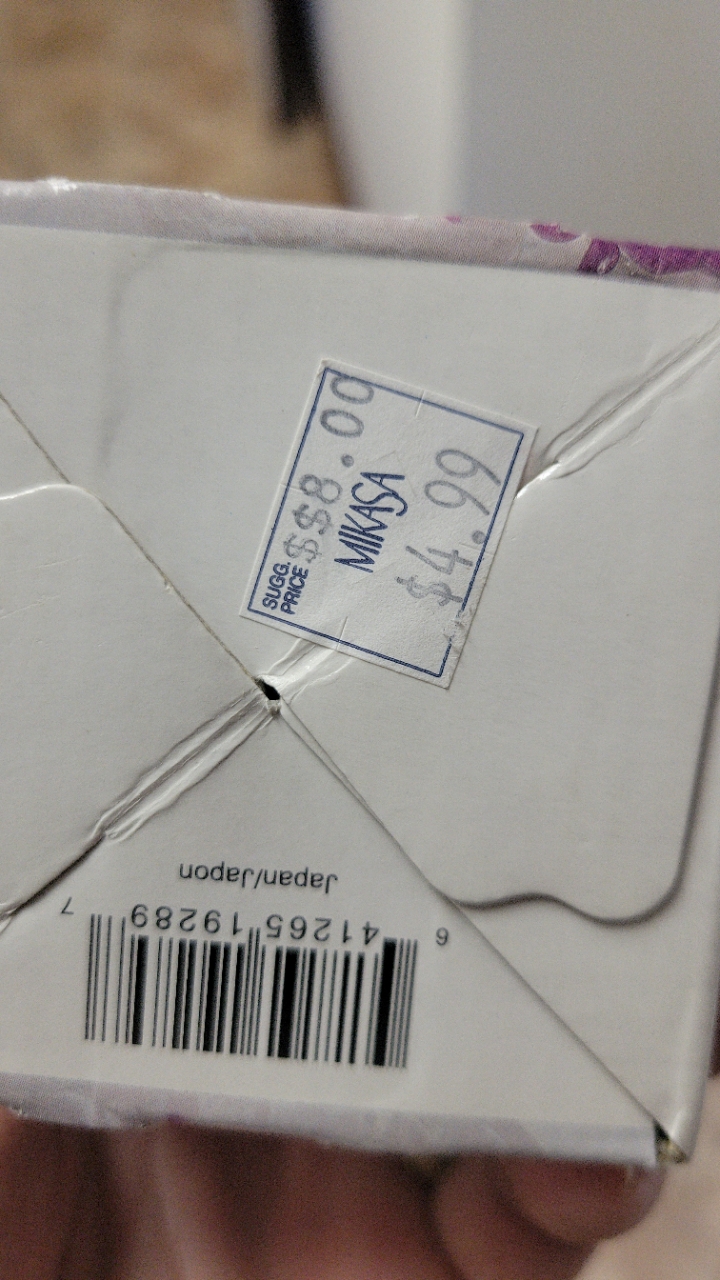 SUGG.
PRICE $$8.00
MIKASA
$4.99
Japan/Japon
6 41265 19289 7